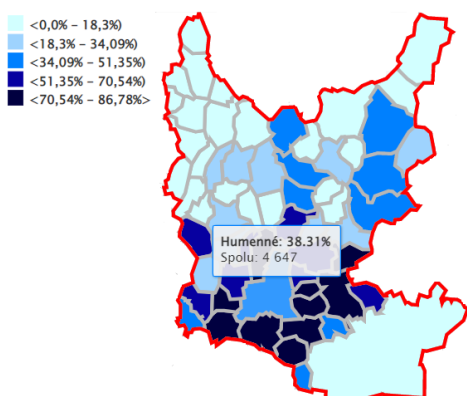 <0,0% – 18,3%)
<18,3% – 34,09%)
<34,09% – 51,35%)
<51,35% – 70,54%)
<70,54% – 86,78%>
Humenné: 38.31%
Spolu: 4 647